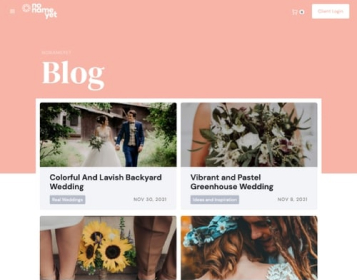 no
home
yet
Client Login
Blog
Colorful And Lavish Backyard
Wedding
Real Weddings
NOV 30, 2021
Vibrant and Pastel
Greenhouse Wedding
Ideas and Inspiration
NOV 9, 2021